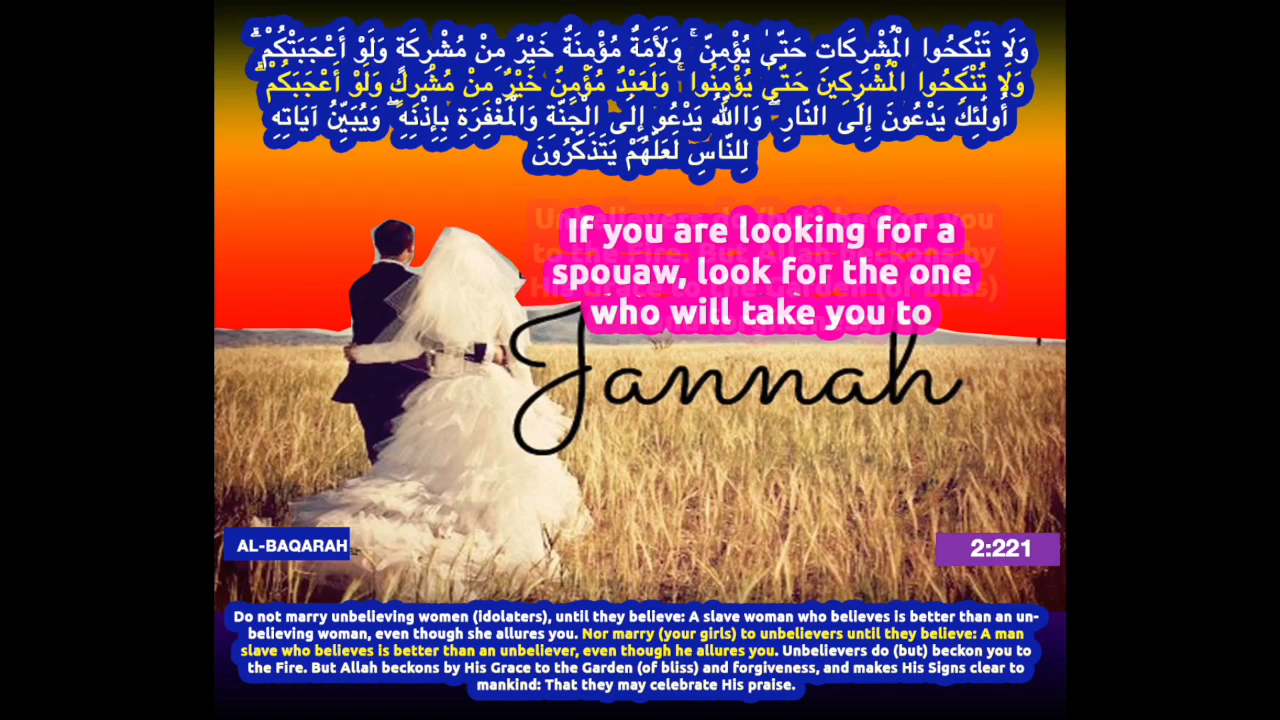 وَلَا تَنْكِحُوا الْمُشْرِكَاتِ حَتَّىٰ يُؤْمِنَّ ۚ وَلَأَمَةٌ مُؤْمِنَةٌ خَيْرٌ مِنْ مُشْرِكَةٍ وَلَوْ أَعْجَبَتْكُمْ ۗ
وَلَا تُنْكِحُوا الْمُشْرِكِينَ حَتَّىٰ يُؤْمِنُوا ۚ وَلَعَبْدٌ مُؤْمِنٌ خَيْرٌ مِنْ مُشْرِكٍ وَلَوْ أَعْجَبَكُمْ ۗ
أُولَٰئِكَ يَدْعُونَ إِلَى النَّارِ ۖ وَاللَّهُ يَدْعُو إِلَى الْجَنَّةِ وَالْمَغْفِرَةِ بِإِذْنِهِ ۖ وَيُبَيِّنُ آيَاتِهِ
لِلنَّاسِ لَعَلَّهُمْ يَتَذَكَّرُونَ
If you are looking for a
spouaw, look for the one
who will take you to
Jannah
AL-BAQARAH
2:221
Do not marry unbelieving women (idolaters), until they believe: A slave woman who believes is better than an un-
believing woman, even though she allures you. Nor marry (your girls) to unbelievers until they believe: A man
slave who believes is better than an unbeliever, even though he allures you. Unbelievers do (but) beckon you to
the Fire. But Allah beckons by His Grace to the Garden (of bliss) and forgiveness, and makes His Signs clear to
mankind: That they may celebrate His praise.